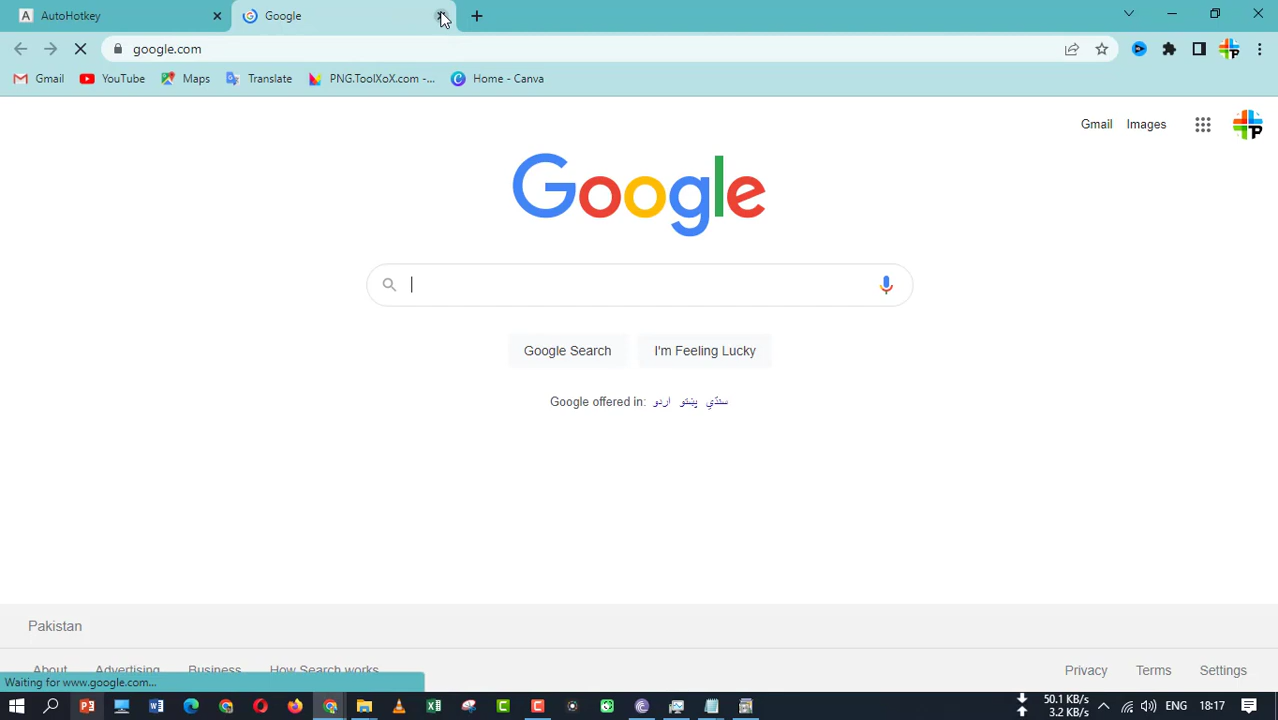 AutoHotkey
Google
google.com
Gmail YouTube Maps Translate PNG.ToolXoX.com -... Home - Canva
Gmail Images
Google
Google Search I'm Feeling Lucky
Google offered in: اردو پښتو سنڌي
Pakistan
About Advertising Business How Search works Privacy Terms Settings
Waiting for www.google.com...
50.1 KB/s
3.2 KB/s
ENG 18:17